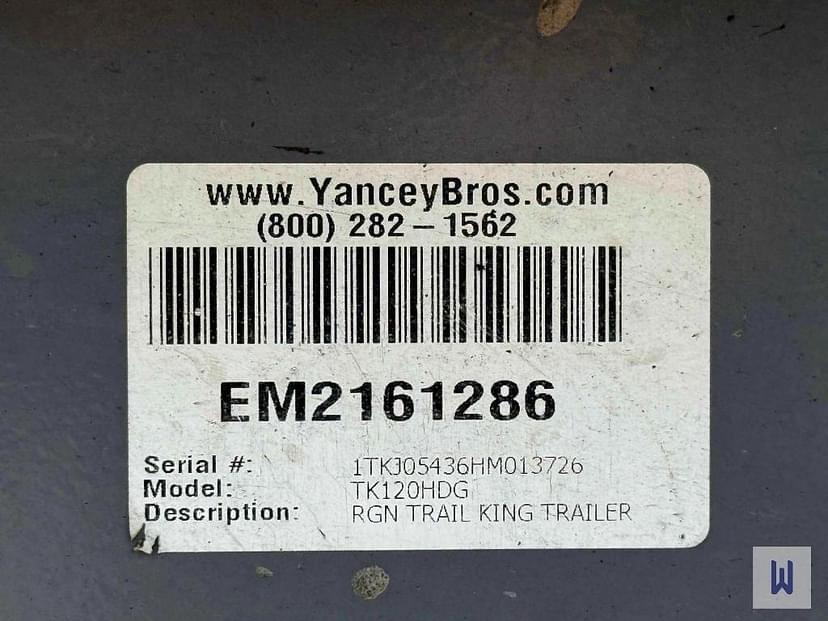 www.YanceyBros.com
(800) 282-1562
EM2161286
Serial #: 1TKJ05436HM013726
Model: TK120HDG
Description: RGN TRAIL KING TRAILER
W